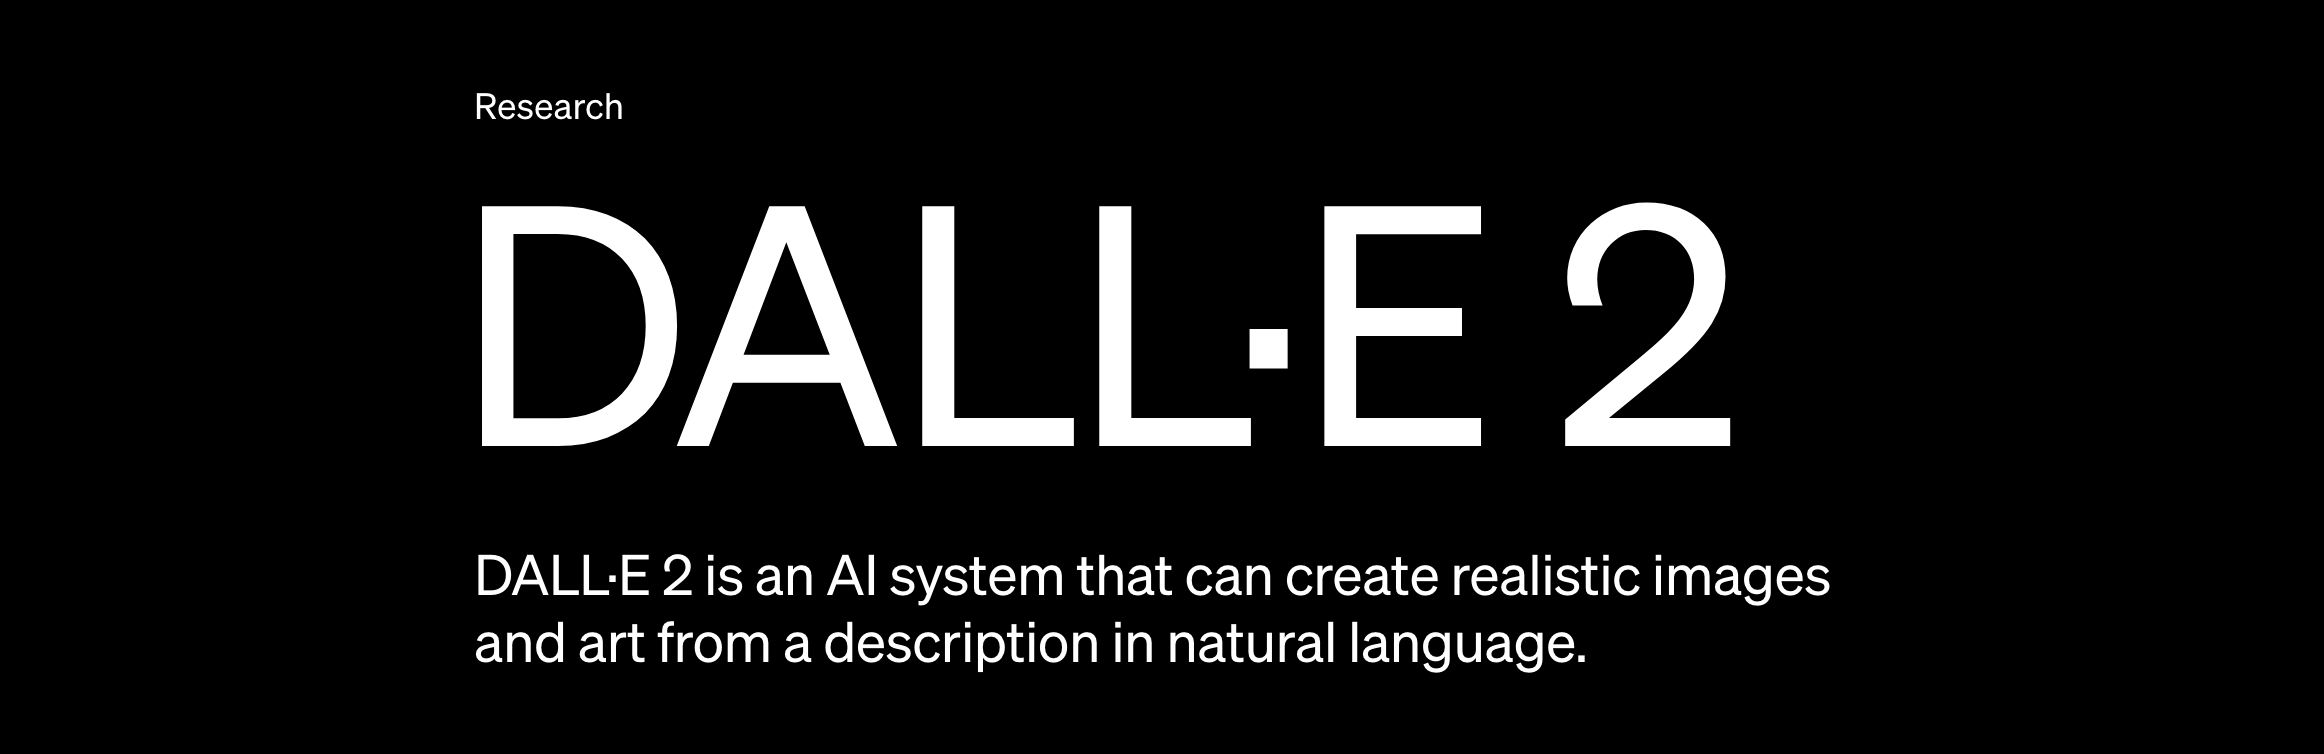 Research
DALL·E 2
DALL·E 2 is an AI system that can create realistic images
and art from a description in natural language.